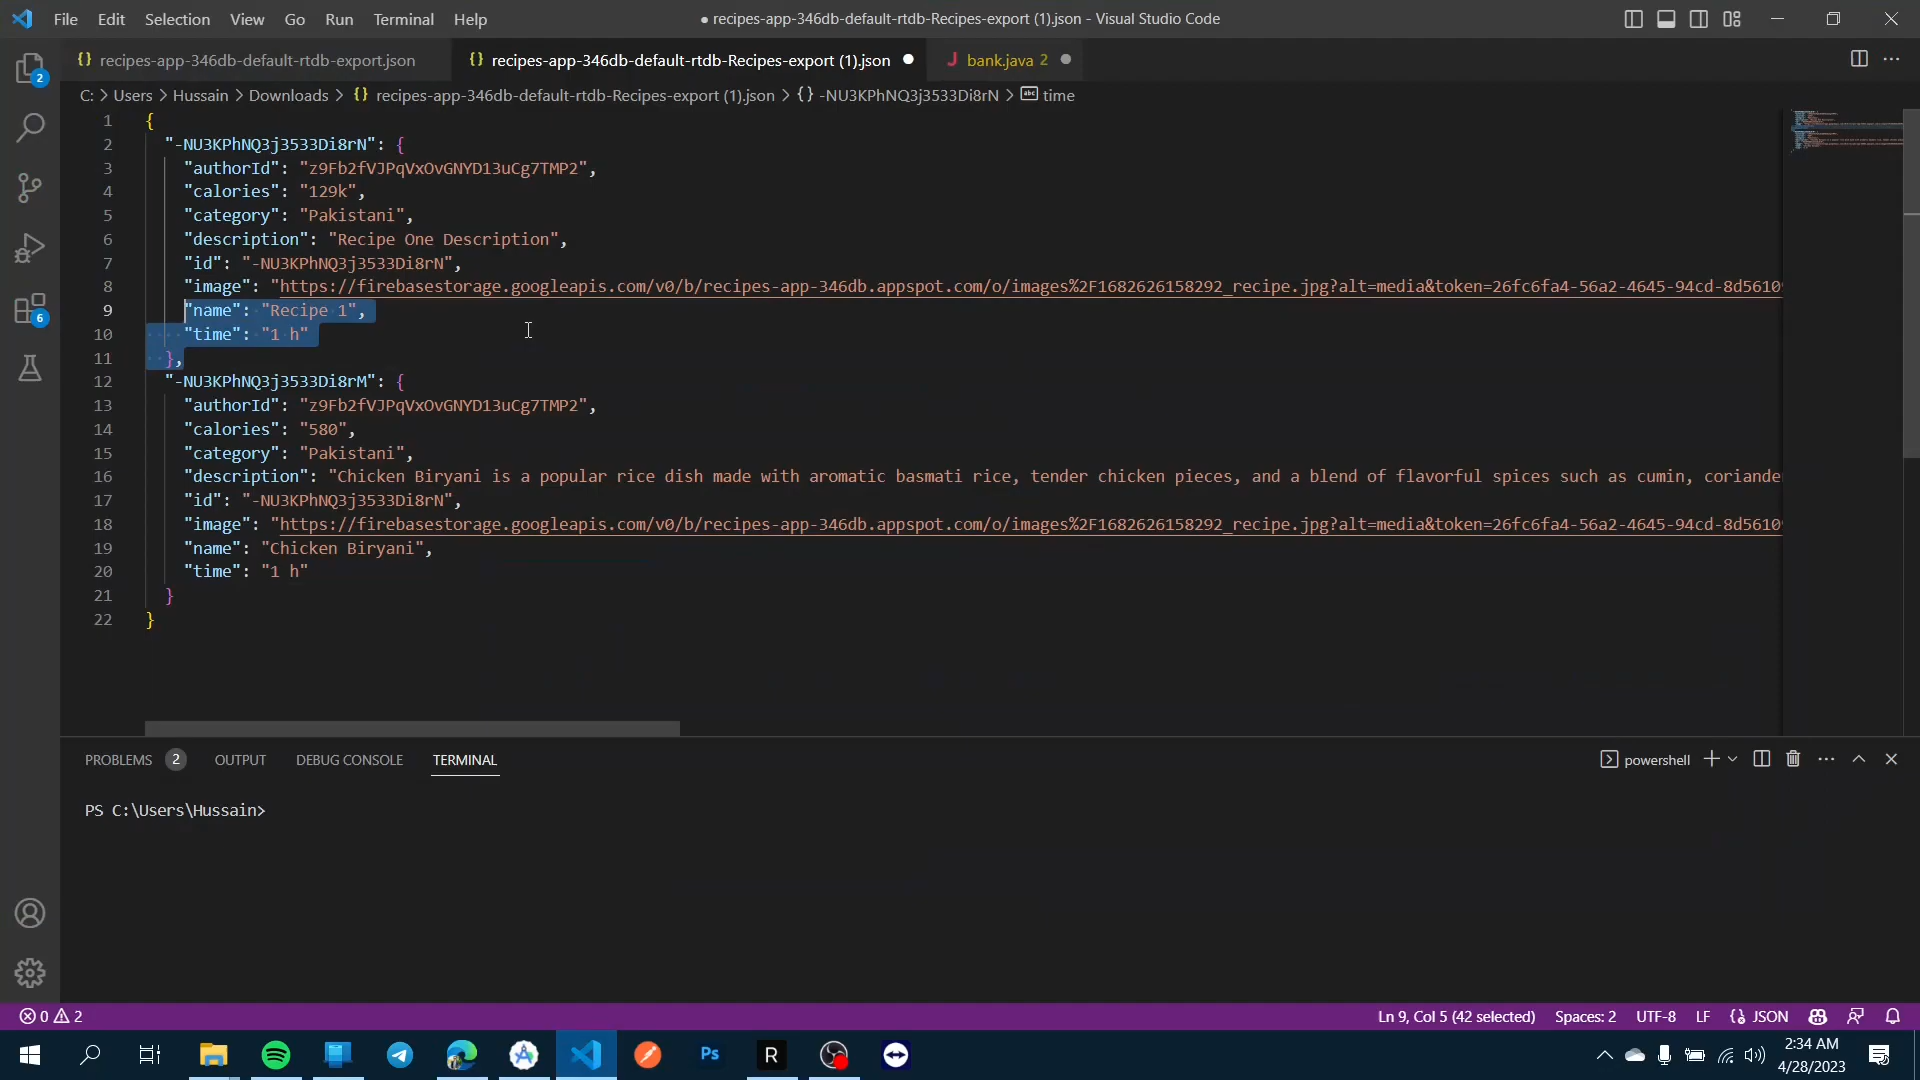 File Edit Selection View Go Run Terminal Help
● recipes-app-346db-default-rtdb-Recipes-export (1).json - Visual Studio Code
{} recipes-app-346db-default-rtdb-export.json
{} recipes-app-346db-default-rtdb-Recipes-export (1).json ●
J bank.java 2 ●
C: > Users > Hussain > Downloads > {} recipes-app-346db-default-rtdb-Recipes-export (1).json > {} -NU3KPhNQ3j3533Di8rN > abc time
2
6
1 {
2 "-NU3KPhNQ3j3533Di8rN": {
3 "authorId": "z9Fb2fVJPqVxOvGNYD13uCg7TMP2",
4 "calories": "129k",
5 "category": "Pakistani",
6 "description": "Recipe One Description",
7 "id": "-NU3KPhNQ3j3533Di8rN",
8 "image": "https://firebasestorage.googleapis.com/v0/b/recipes-app-346db.appspot.com/o/images%2F1682626158292_recipe.jpg?alt=media&token=26fc6fa4-56a2-4645-94cd-8d5610
9 "name": "Recipe 1",
10 "time": "1 h"
11 },
12 "-NU3KPhNQ3j3533Di8rM": {
13 "authorId": "z9Fb2fVJPqVxOvGNYD13uCg7TMP2",
14 "calories": "580",
15 "category": "Pakistani",
16 "description": "Chicken Biryani is a popular rice dish made with aromatic basmati rice, tender chicken pieces, and a blend of flavorful spices such as cumin, coriande
17 "id": "-NU3KPhNQ3j3533Di8rN",
18 "image": "https://firebasestorage.googleapis.com/v0/b/recipes-app-346db.appspot.com/o/images%2F1682626158292_recipe.jpg?alt=media&token=26fc6fa4-56a2-4645-94cd-8d5610
19 "name": "Chicken Biryani",
20 "time": "1 h"
21 }
22 }
PROBLEMS 2 OUTPUT DEBUG CONSOLE TERMINAL
powershell
PS C:\Users\Hussain>
0 2
Ln 9, Col 5 (42 selected) Spaces: 2 UTF-8 LF {} JSON
Ps R
2:34 AM
4/28/2023